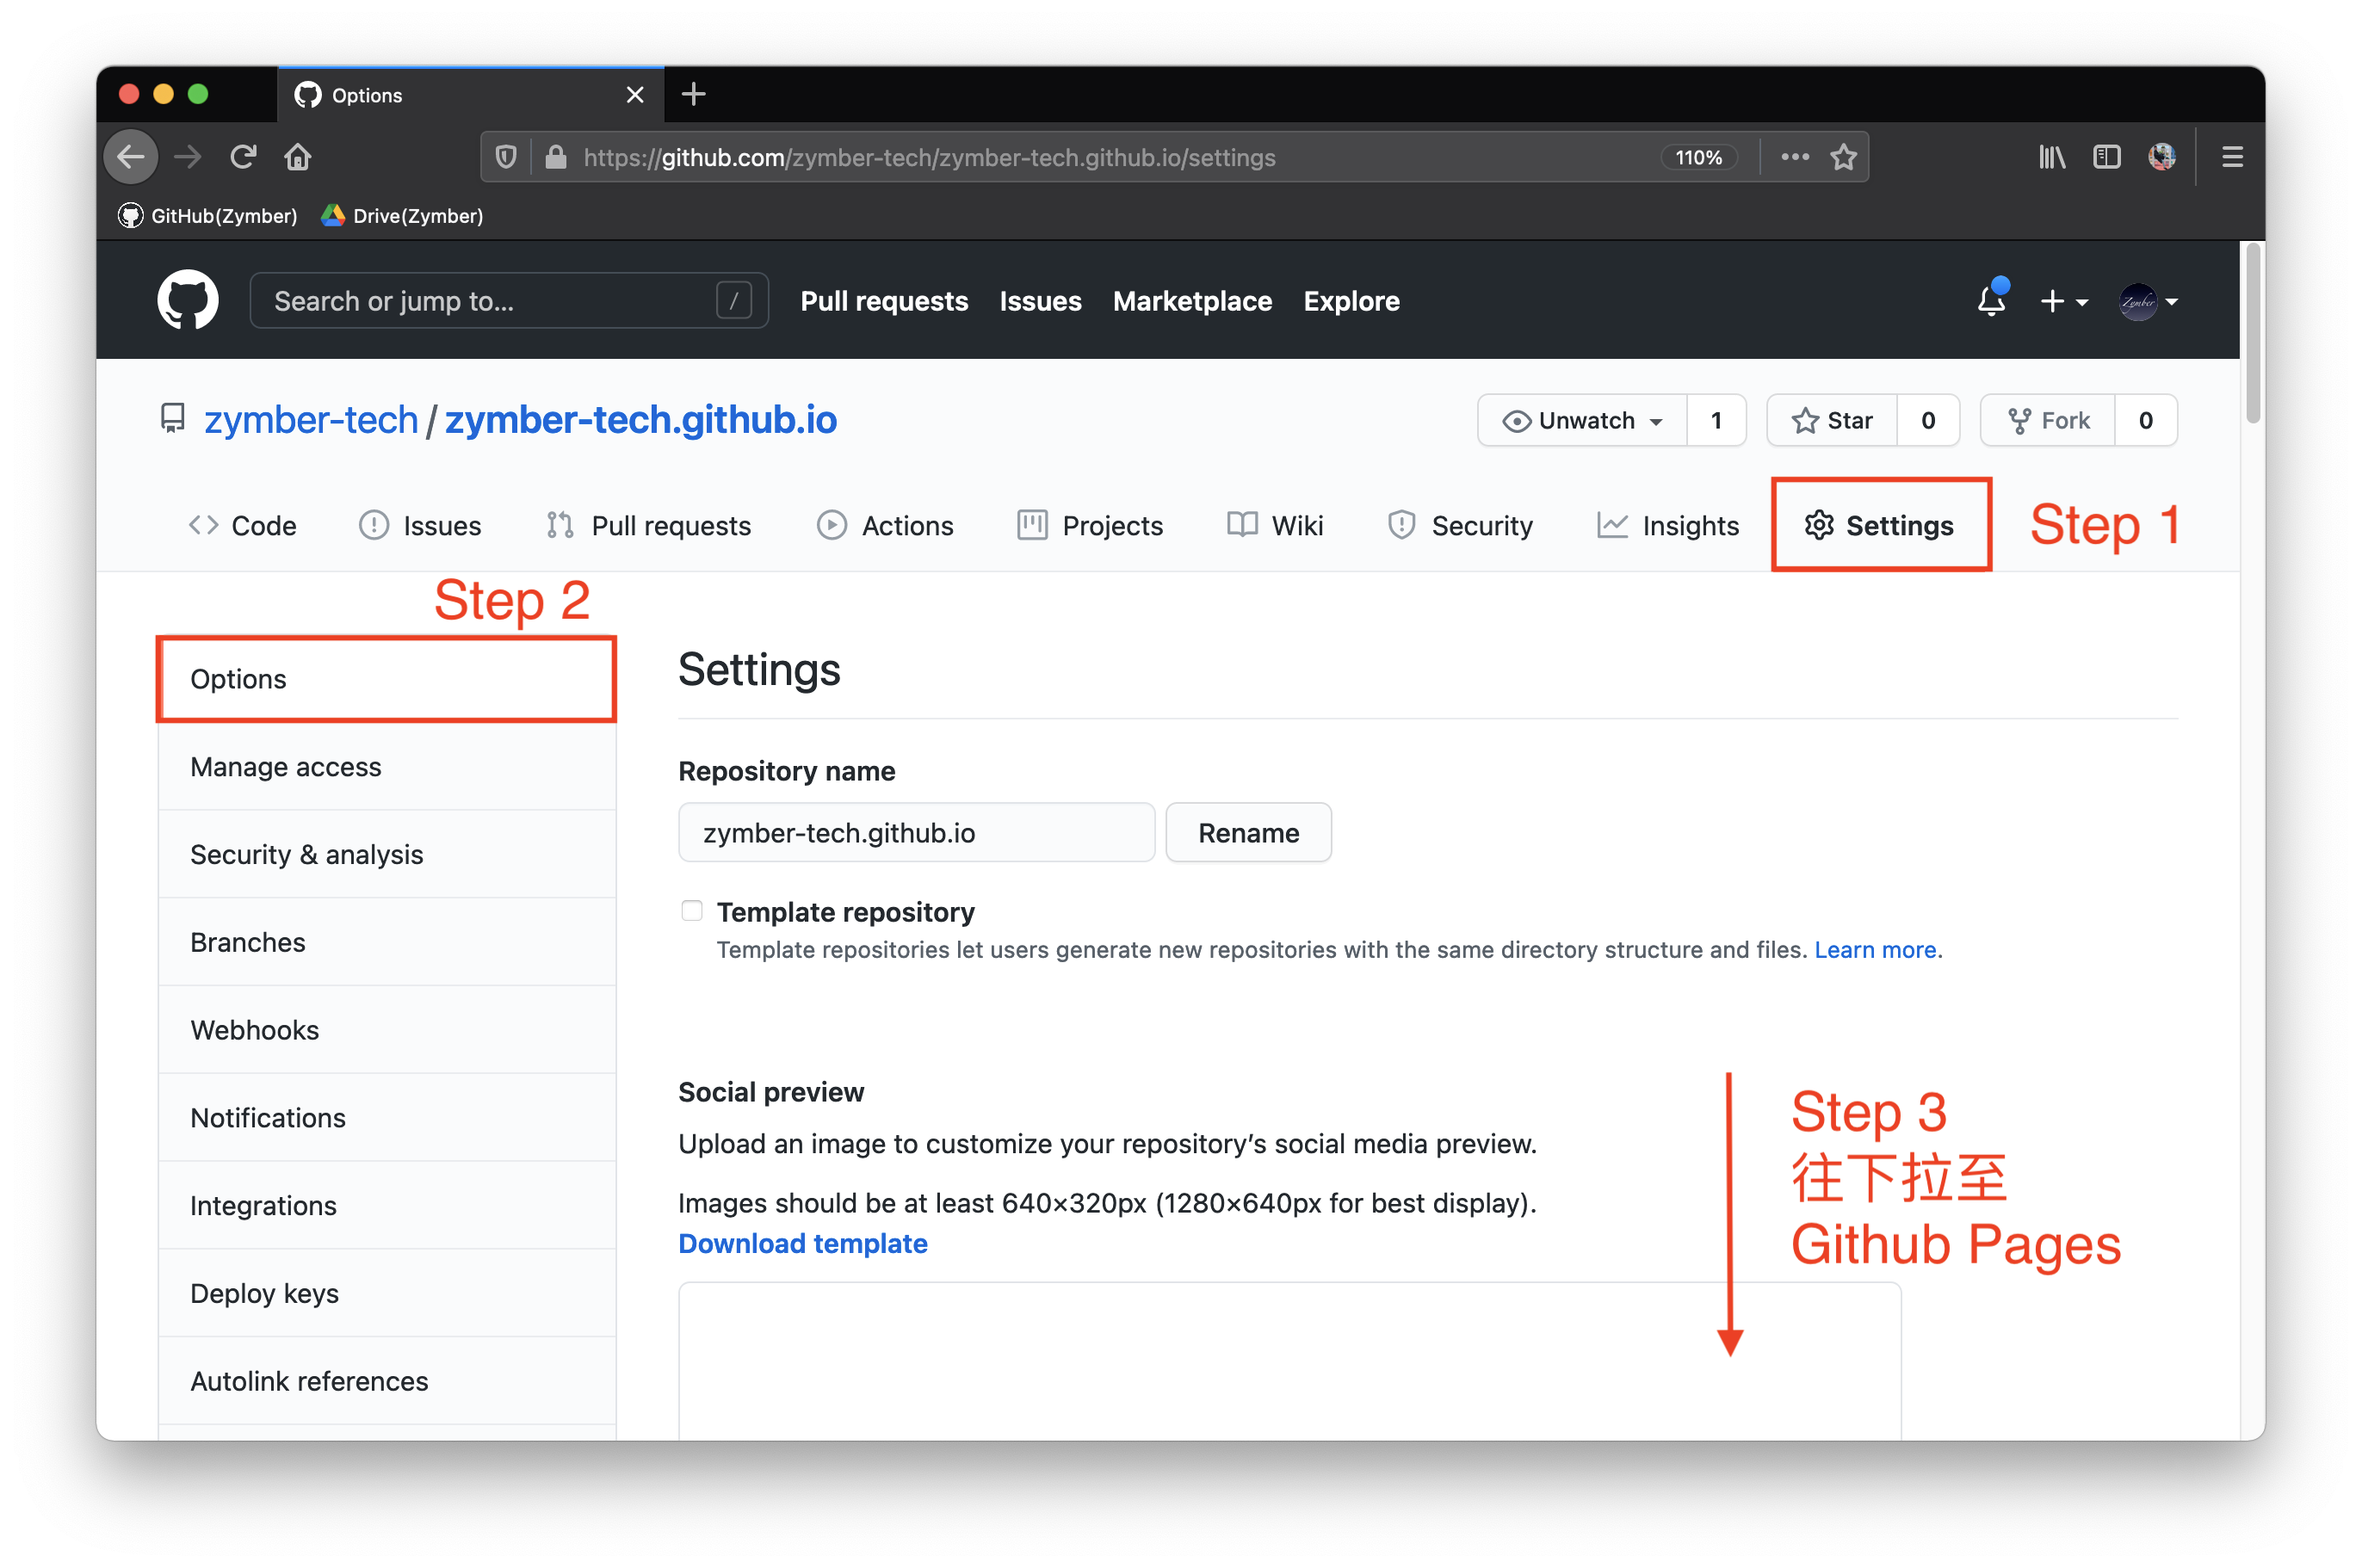 Options
https://github.com/zymber-tech/zymber-tech.github.io/settings
110%
GitHub(Zymber)
Drive(Zymber)
Search or jump to...
/
Pull requests
Issues
Marketplace
Explore
Zymber
zymber-tech / zymber-tech.github.io
Unwatch
1
Star
0
Fork
0
Code
Issues
Pull requests
Actions
Projects
Wiki
Security
Insights
Settings
Step 1
Step 2
Options
Manage access
Security & analysis
Branches
Webhooks
Notifications
Integrations
Deploy keys
Autolink references
Settings
Repository name
zymber-tech.github.io
Rename
Template repository
Template repositories let users generate new repositories with the same directory structure and files. Learn more.
Social preview
Upload an image to customize your repository’s social media preview.
Images should be at least 640×320px (1280×640px for best display).
Download template
Step 3
往下拉至
Github Pages